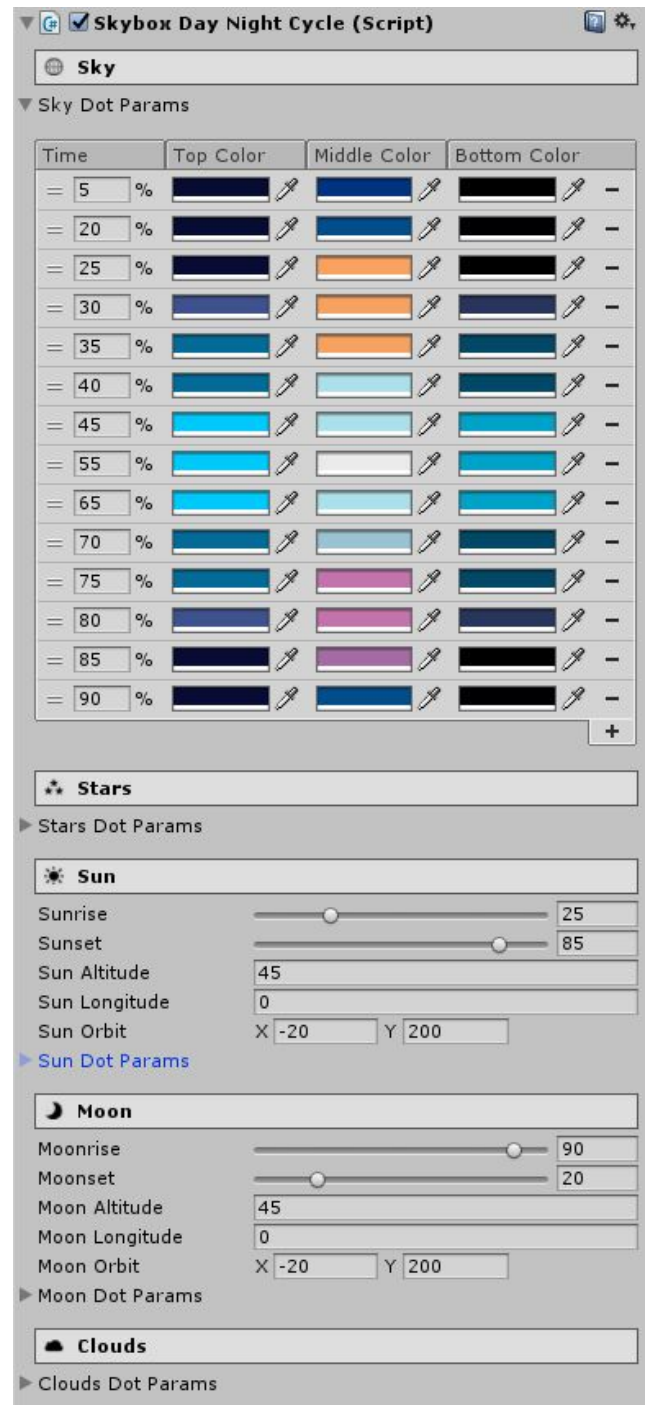 Skybox Day Night Cycle (Script)
Sky
Sky Dot Params
Time Top Color Middle Color Bottom Color
= 5 % −
= 20 % −
= 25 % −
= 30 % −
= 35 % −
= 40 % −
= 45 % −
= 55 % −
= 65 % −
= 70 % −
= 75 % −
= 80 % −
= 85 % −
= 90 % −
+
Stars
Stars Dot Params
Sun
Sunrise 25
Sunset 85
Sun Altitude 45
Sun Longitude 0
Sun Orbit X -20 Y 200
Sun Dot Params
Moon
Moonrise 90
Moonset 20
Moon Altitude 45
Moon Longitude 0
Moon Orbit X -20 Y 200
Moon Dot Params
Clouds
Clouds Dot Params